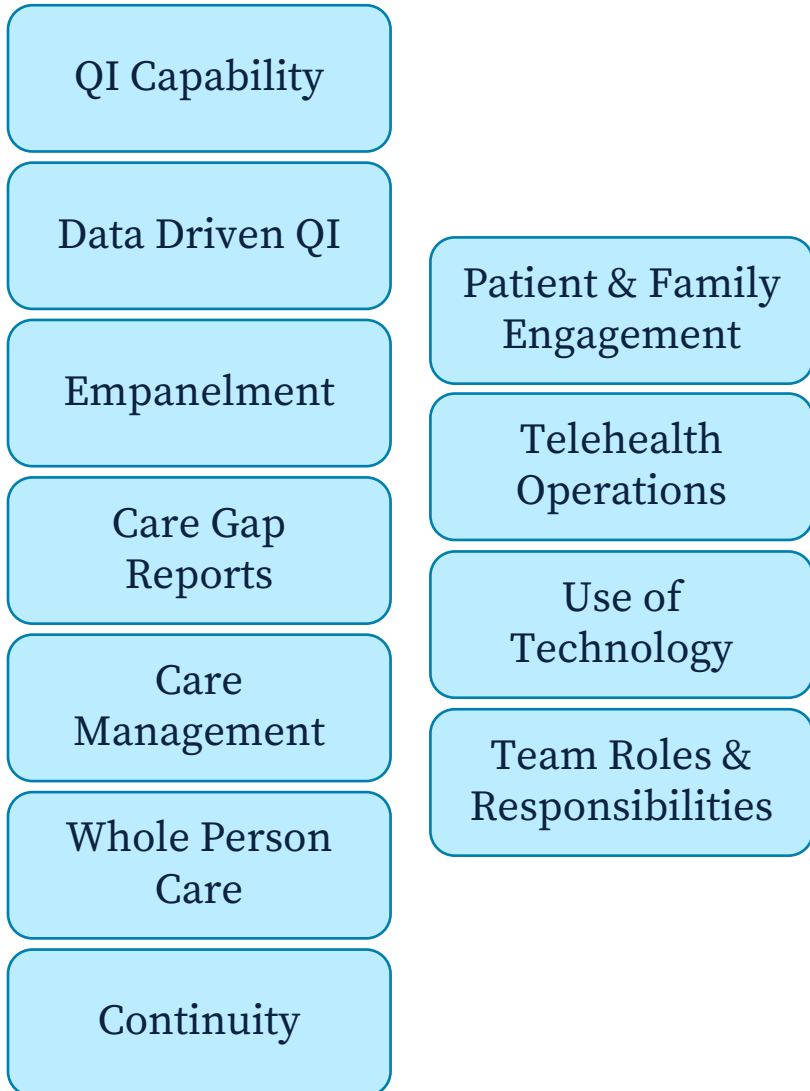 QI Capability
Data Driven QI
Empanelment
Care Gap
Reports
Care
Management
Whole Person
Care
Continuity
Patient & Family
Engagement
Telehealth
Operations
Use of
Technology
Team Roles &
Responsibilities